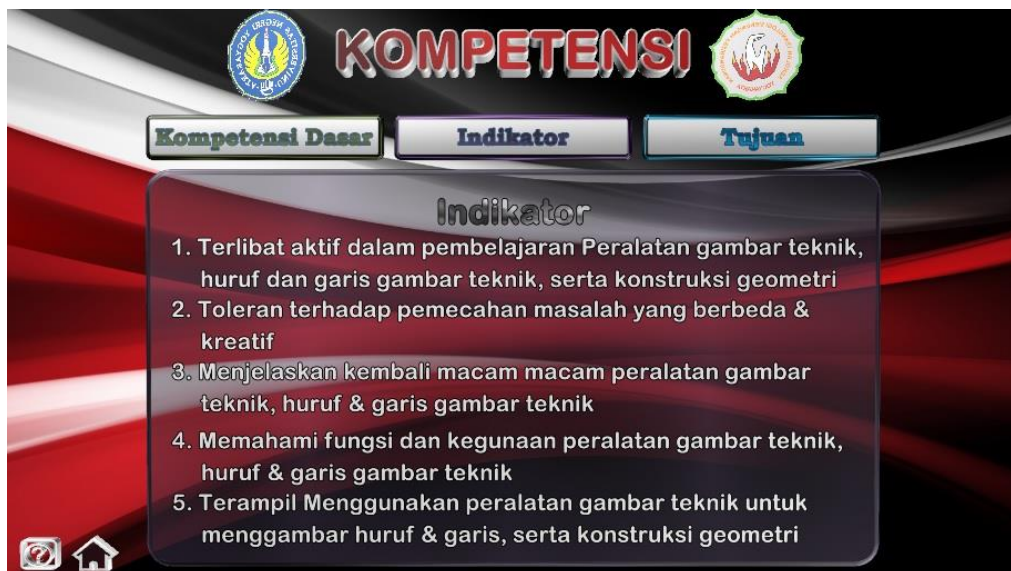 KOMPETENSI
Kompetensi Dasar
Indikator
Tujuan
Indikator
1. Terlibat aktif dalam pembelajaran Peralatan gambar teknik,
huruf dan garis gambar teknik, serta konstruksi geometri
2. Toleran terhadap pemecahan masalah yang berbeda &
kreatif
3. Menjelaskan kembali macam macam peralatan gambar
teknik, huruf & garis gambar teknik
4. Memahami fungsi dan kegunaan peralatan gambar teknik,
huruf & garis gambar teknik
5. Terampil Menggunakan peralatan gambar teknik untuk
menggambar huruf & garis, serta konstruksi geometri
?